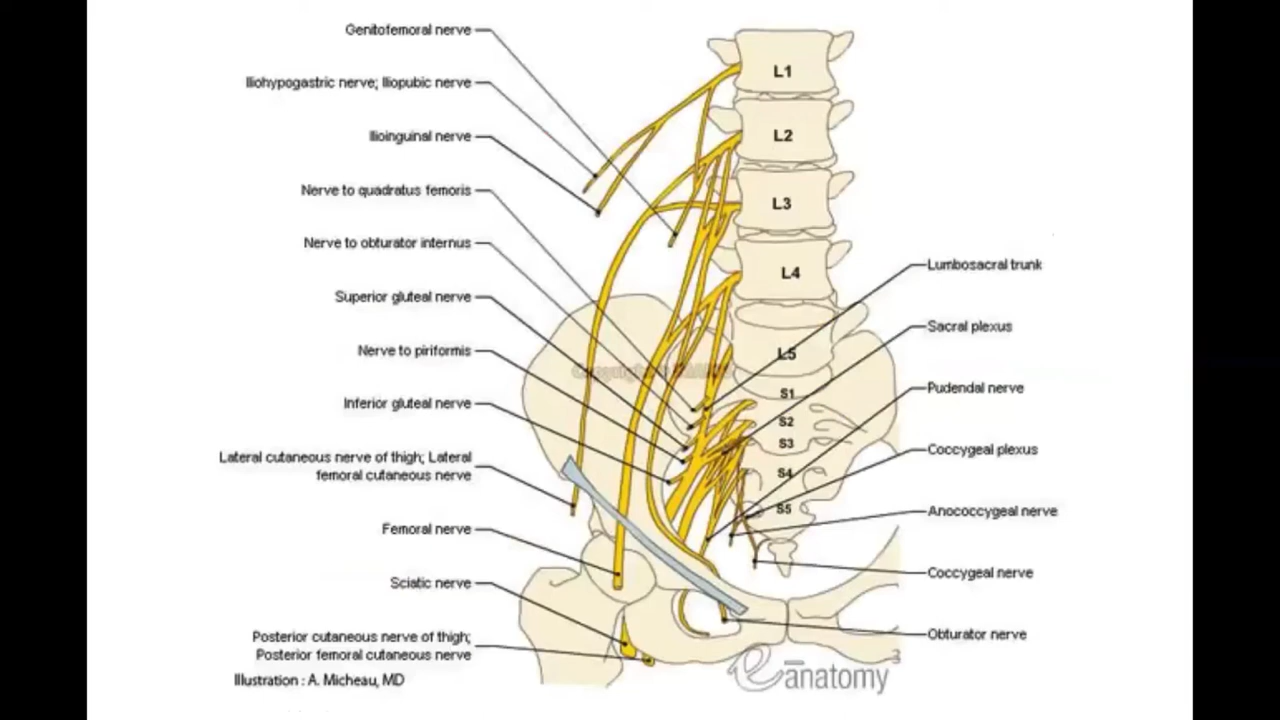 Genitofemoral nerve
Iliohypogastric nerve; Iliopubic nerve
Ilioinguinal nerve
Nerve to quadratus femoris
Nerve to obturator internus
Superior gluteal nerve
Nerve to piriformis
Inferior gluteal nerve
Lateral cutaneous nerve of thigh; Lateral
femoral cutaneous nerve
Femoral nerve
Sciatic nerve
Posterior cutaneous nerve of thigh;
Posterior femoral cutaneous nerve
Illustration : A. Micheau, MD
L1
L2
L3
L4
L5
S1
S2
S3
S4
S5
Lumbosacral trunk
Sacral plexus
Pudendal nerve
Coccygeal plexus
Anococcygeal nerve
Coccygeal nerve
Obturator nerve
e-anatomy